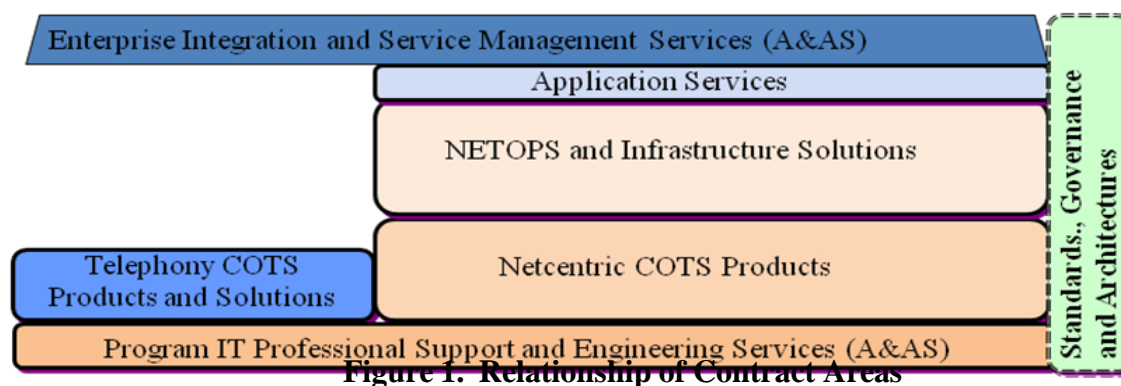 Enterprise Integration and Service Management Services (A&AS)
Application Services
NETOPS and Infrastructure Solutions
Netcentric COTS Products
Telephony COTS
Products and Solutions
Program IT Professional Support and Engineering Services (A&AS)
Standards., Governance
and Architectures
Figure 1: Relationship of Contract Areas